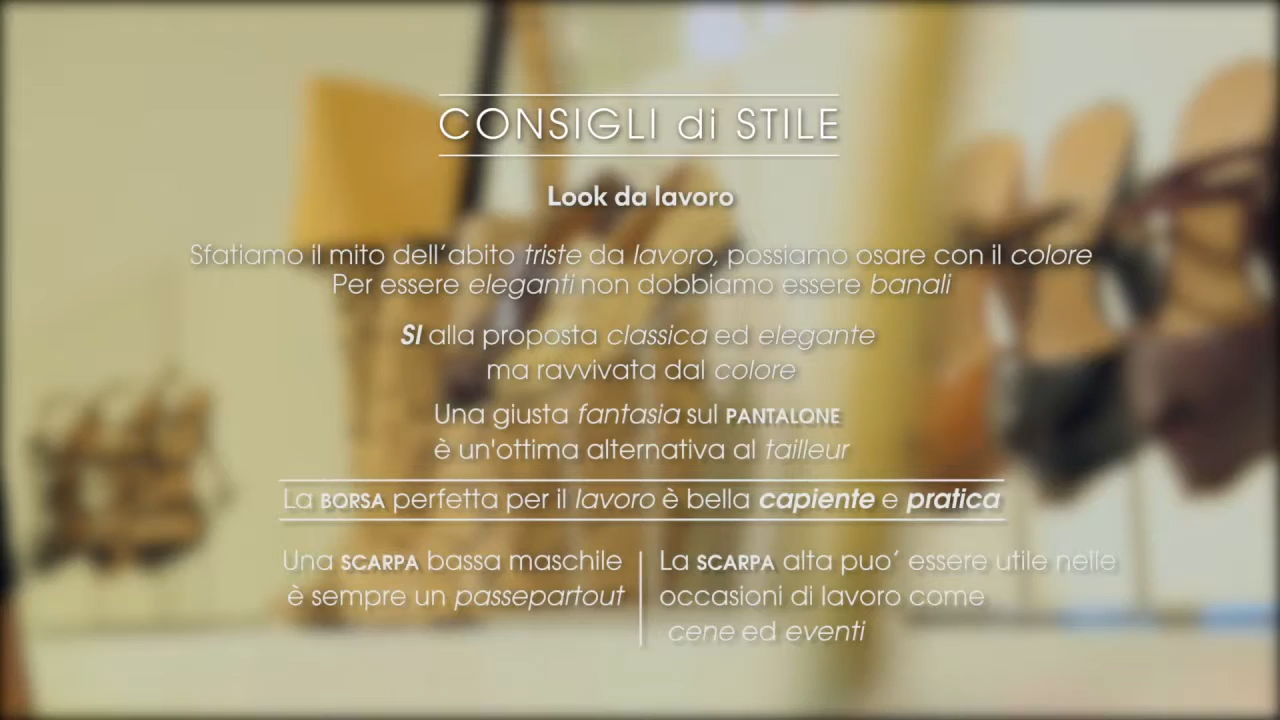 CONSIGLI di STILE
Look da lavoro
Sfatiamo il mito dell'abito triste da lavoro, possiamo osare con il colore
Per essere eleganti non dobbiamo essere banali
SI alla proposta classica ed elegante
ma ravvivata dal colore
Una giusta fantasia sul PANTALONE
è un'ottima alternativa al tailleur
La BORSA perfetta per il lavoro è bella capiente e pratica
Una SCARPA bassa maschile
è sempre un passepartout
La SCARPA alta puo' essere utile nelle
occasioni di lavoro come
cene ed eventi